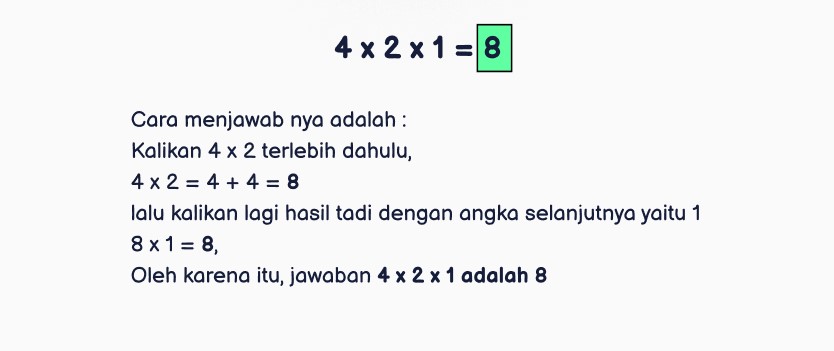 4 x 2 x 1 = 8
Cara menjawab nya adalah :
Kalikan 4 x 2 terlebih dahulu,
4 x 2 = 4 + 4 = 8
lalu kalikan lagi hasil tadi dengan angka selanjutnya yaitu 1
8 x 1 = 8,
Oleh karena itu, jawaban 4 x 2 x 1 adalah 8